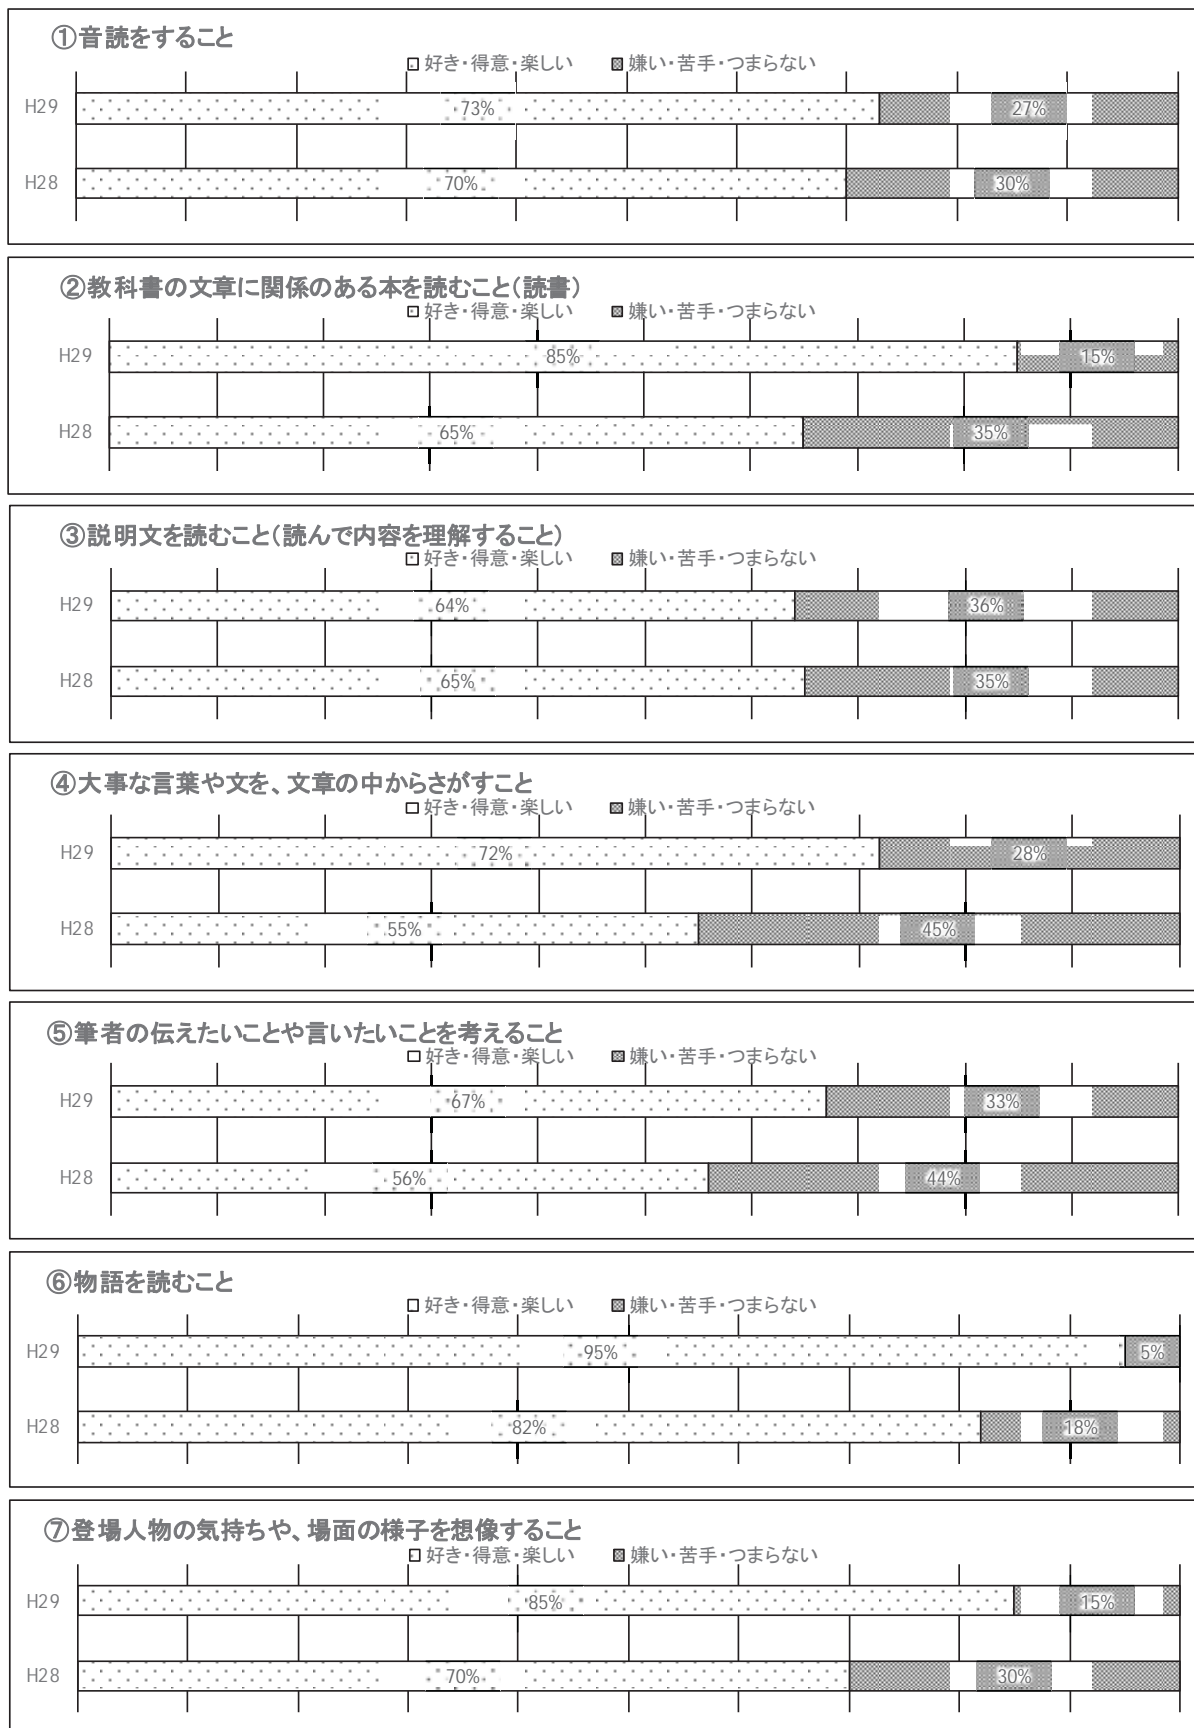 ①音読をすること
好き・得意・楽しい 嫌い・苦手・つまらない
H29 73% 27%
H28 70% 30%
②教科書の文章に関係のある本を読むこと(読書)
好き・得意・楽しい 嫌い・苦手・つまらない
H29 85% 15%
H28 65% 35%
③説明文を読むこと(読んで内容を理解すること)
好き・得意・楽しい 嫌い・苦手・つまらない
H29 64% 36%
H28 65% 35%
④大事な言葉や文を、文章の中からさがすこと
好き・得意・楽しい 嫌い・苦手・つまらない
H29 72% 28%
H28 55% 45%
⑤筆者の伝えたいことや言いたいことを考えること
好き・得意・楽しい 嫌い・苦手・つまらない
H29 67% 33%
H28 56% 44%
⑥物語を読むこと
好き・得意・楽しい 嫌い・苦手・つまらない
H29 95% 5%
H28 82% 18%
⑦登場人物の気持ちや、場面の様子を想像すること
好き・得意・楽しい 嫌い・苦手・つまらない
H29 85% 15%
H28 70% 30%